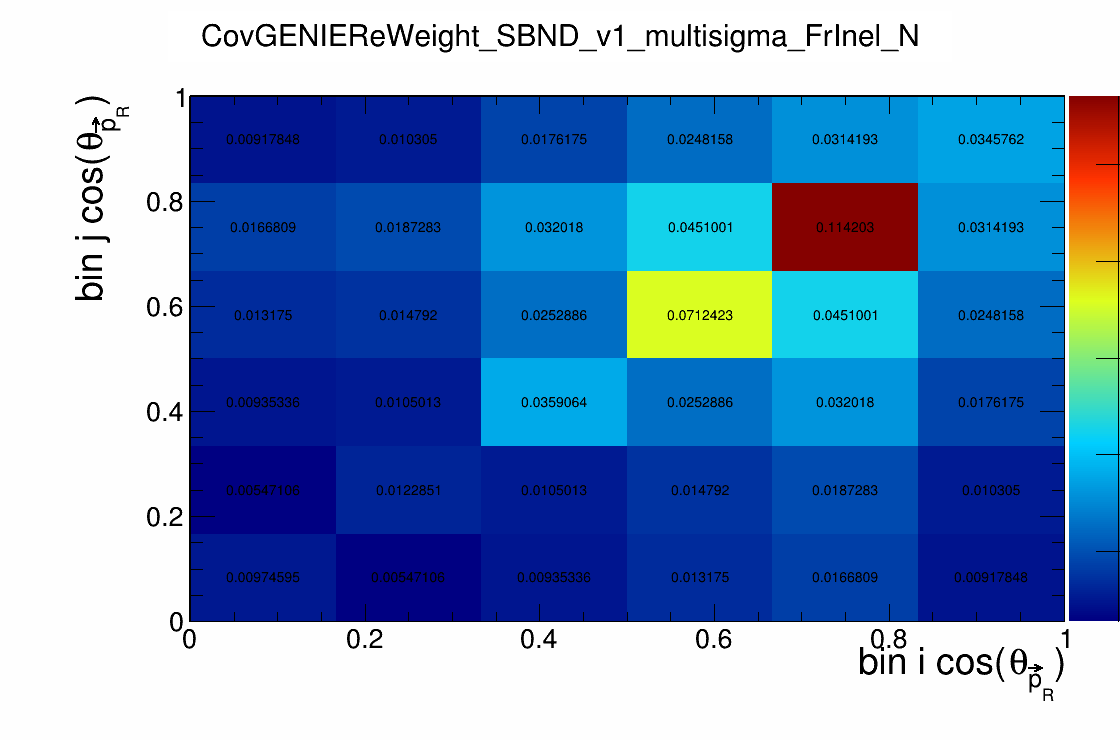 CovGENIEReWeight_SBND_v1_multisigma_FrInel_N
bin j cos(θ p⃗R)
1
0.8
0.6
0.4
0.2
0
0.00917848 0.010305 0.0176175 0.0248158 0.0314193 0.0345762
0.0166809 0.0187283 0.032018 0.0451001 0.114203 0.0314193
0.013175 0.014792 0.0252886 0.0712423 0.0451001 0.0248158
0.00935336 0.0105013 0.0359064 0.0252886 0.032018 0.0176175
0.00547106 0.0122851 0.0105013 0.014792 0.0187283 0.010305
0.00974595 0.00547106 0.00935336 0.013175 0.0166809 0.00917848
0 0.2 0.4 0.6 0.8 1
bin i cos(θ p⃗R)